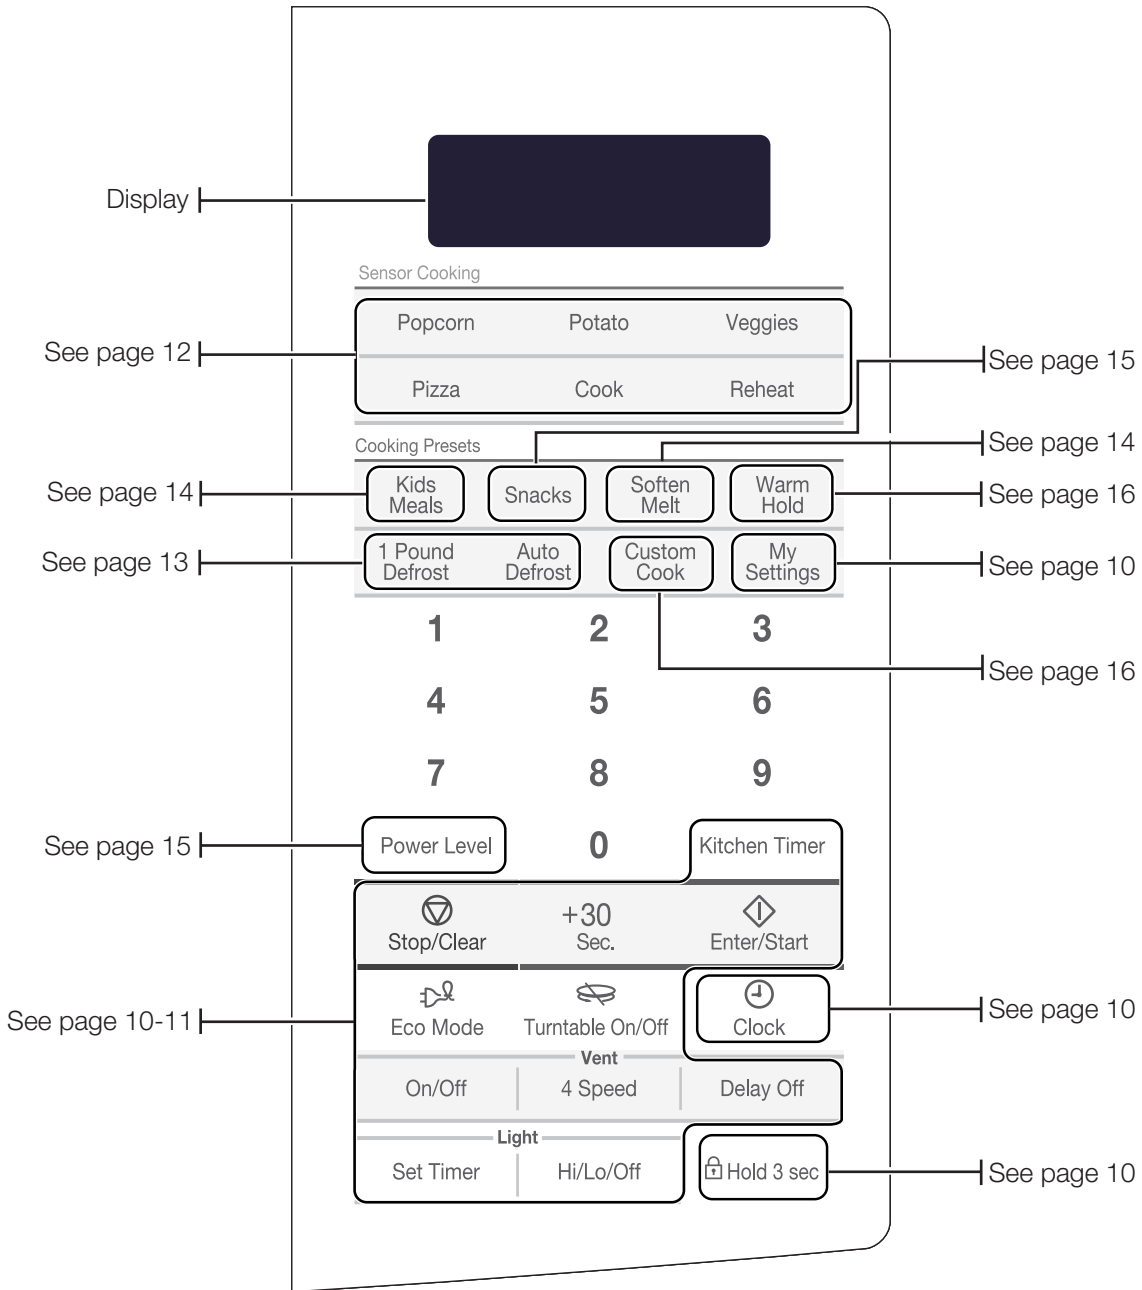 Display
Sensor Cooking
Popcorn Potato Veggies
See page 12
See page 15
Pizza Cook Reheat
Cooking Presets
See page 14
See page 14
Kids
Meals
Snacks
Soften
Melt
Warm
Hold
See page 16
See page 13
1 Pound
Defrost
Auto
Defrost
Custom
Cook
My
Settings
See page 10
1 2 3
See page 16
4 5 6
7 8 9
See page 15
Power Level 0 Kitchen Timer
Stop/Clear
+30
Sec.
Enter/Start
See page 10-11
Eco Mode Turntable On/Off Clock
See page 10
Vent
On/Off 4 Speed Delay Off
Light
Set Timer Hi/Lo/Off Hold 3 sec
See page 10